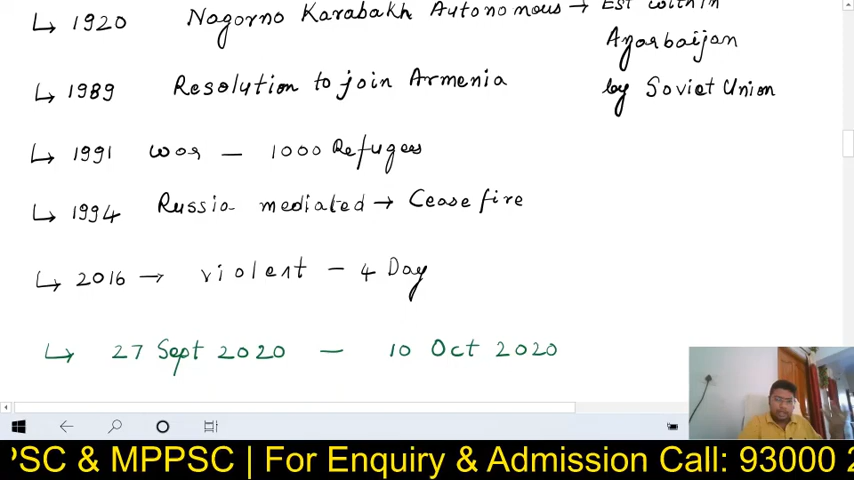 ↳ 1920 Nagorno Karabakh Autonomous → Est within
Azarbaijan
by Soviet Union
↳ 1989 Resolution to join Armenia
↳ 1991 war — 1000 Refugees
↳ 1994 Russia mediated → Cease fire
↳ 2016 → violent – 4 Day
↳ 27 Sept 2020 — 10 Oct 2020
PSC & MPPSC | For Enquiry & Admission Call: 93000 2